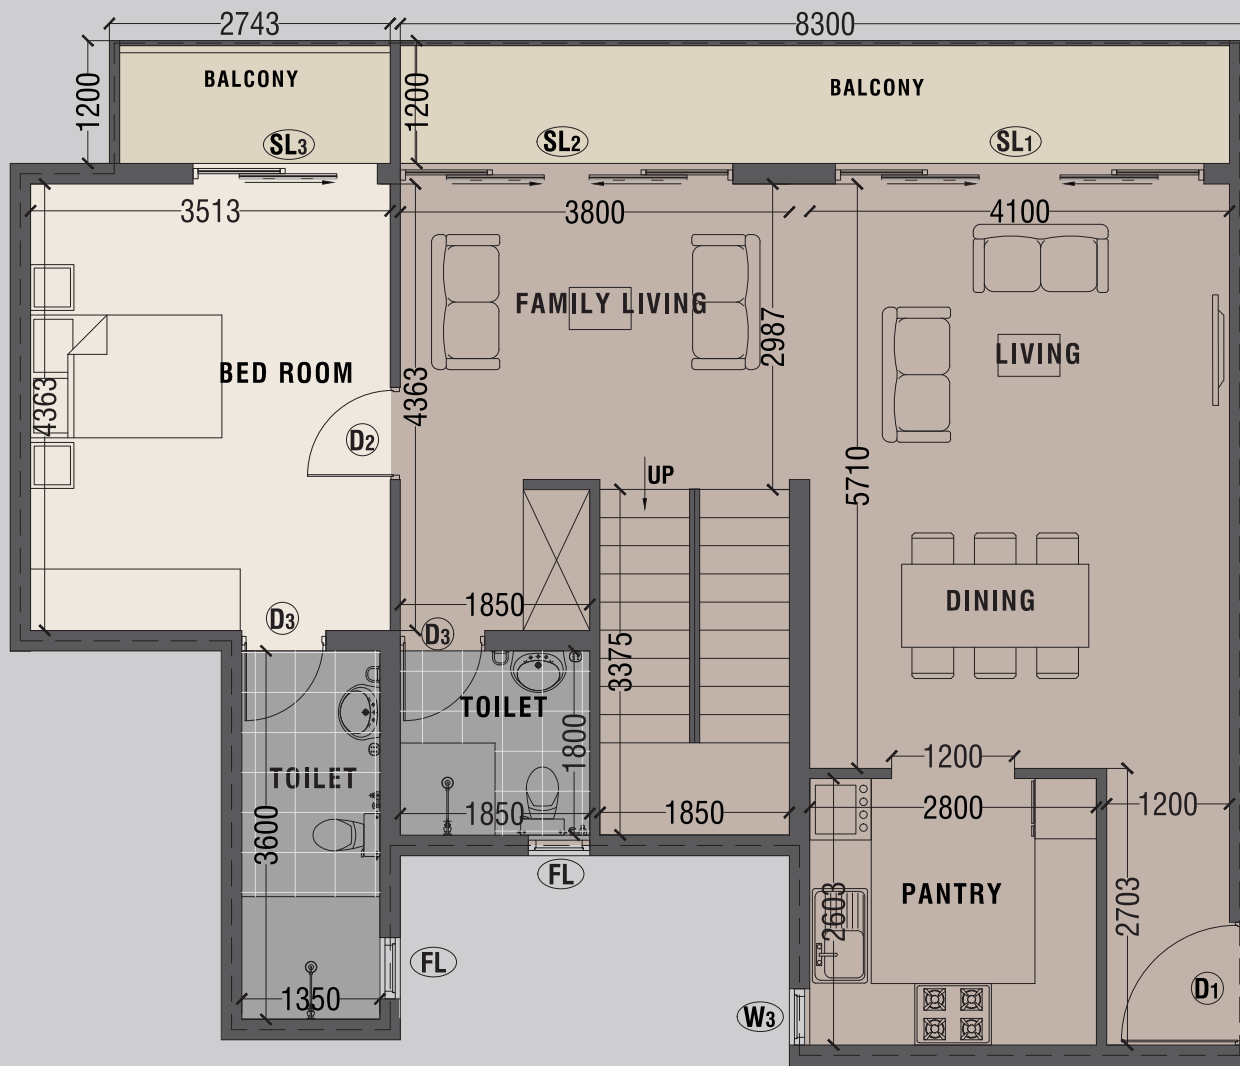 2743
8300
1200
BALCONY
1200
BALCONY
SL3
SL2
SL1
3513
3800
4100
FAMILY LIVING
2987
LIVING
BED ROOM
4363
4363
D2
UP
5710
1850
DINING
D3
D3
3375
TOILET
1800
TOILET
1200
3600
1850
1850
2800
1200
FL
PANTRY
2603
2703
FL
1350
W3
D1